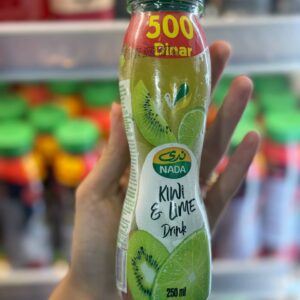 500
Dinar
ندى
NADA
KIWI
& LIME
Drink
250 ml